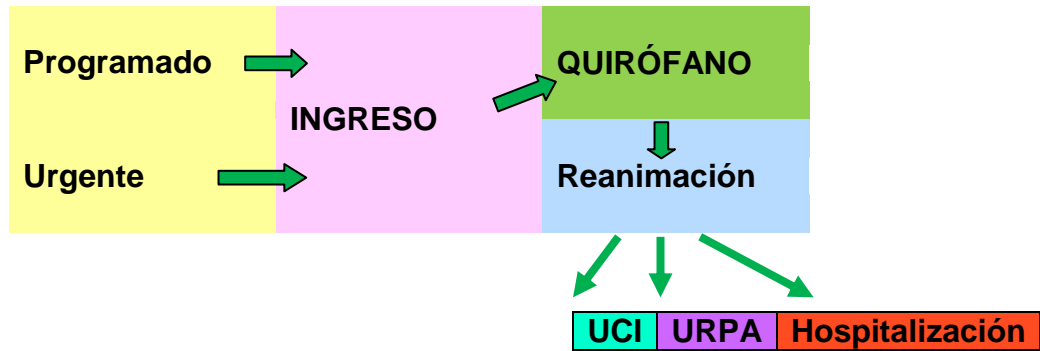 Programado
INGRESO
Urgente
QUIRÓFANO
Reanimación
UCI URPA Hospitalización